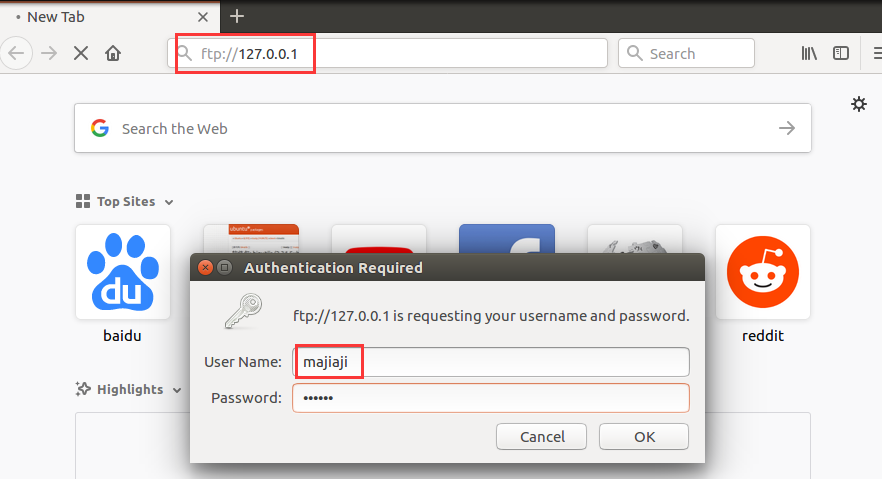 New Tab
ftp://127.0.0.1
Search
Search the Web
Top Sites
ubuntu
du
baidu
reddit
Authentication Required
ftp://127.0.0.1 is requesting your username and password.
User Name: majiaji
Password: ••••••
Cancel OK
Highlights